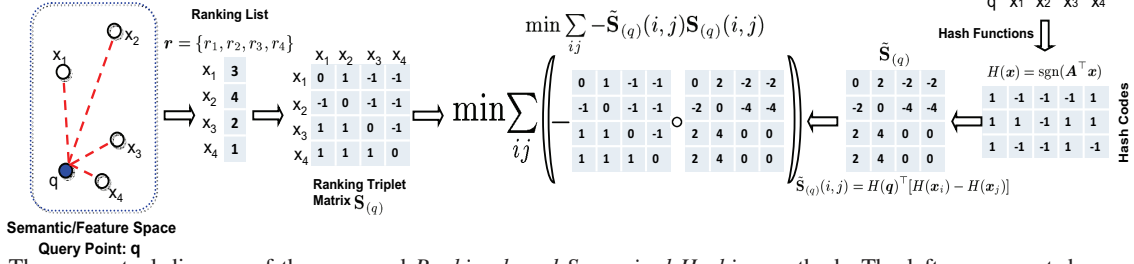 q x₁ x₂ x₃ x₄
Ranking List
r = {r₁, r₂, r₃, r₄}
x₁ 3
x₂ 4
x₃ 2
x₄ 1
x₁
x₂
x₃
x₄
q
Semantic/Feature Space
Query Point: q
x₁ x₂ x₃ x₄
x₁ 0 1 -1 -1
x₂ -1 0 -1 -1
x₃ 1 1 0 -1
x₄ 1 1 1 0
Ranking Triplet
Matrix S₍q₎
min ∑ij −S̃₍q₎(i, j)S₍q₎(i, j)
min ∑ij ( −
0 1 -1 -1
-1 0 -1 -1
1 1 0 -1
1 1 1 0
∘
0 2 -2 -2
-2 0 -4 -4
2 4 0 0
2 4 0 0
)
S̃₍q₎
0 2 -2 -2
-2 0 -4 -4
2 4 0 0
2 4 0 0
S̃₍q₎(i, j) = H(q)⊤[H(xᵢ) − H(xⱼ)]
Hash Functions
H(x) = sgn(A⊤x)
1 -1 -1 -1 1
1 1 -1 1 1
1 -1 -1 1 -1
Hash Codes